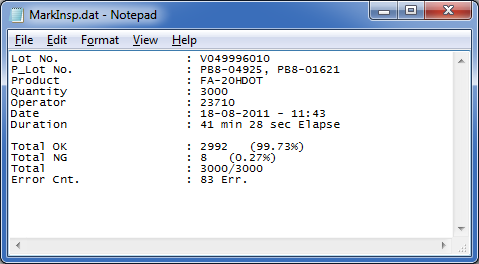 MarkInsp.dat - Notepad
File Edit Format View Help
Lot No. : V049996010
P_Lot No. : PB8-04925, PB8-01621
Product : FA-20HDOT
Quantity : 3000
Operator : 23710
Date : 18-08-2011 - 11:43
Duration : 41 min 28 sec Elapse
Total OK : 2992 (99.73%)
Total NG : 8 (0.27%)
Total : 3000/3000
Error Cnt. : 83 Err.